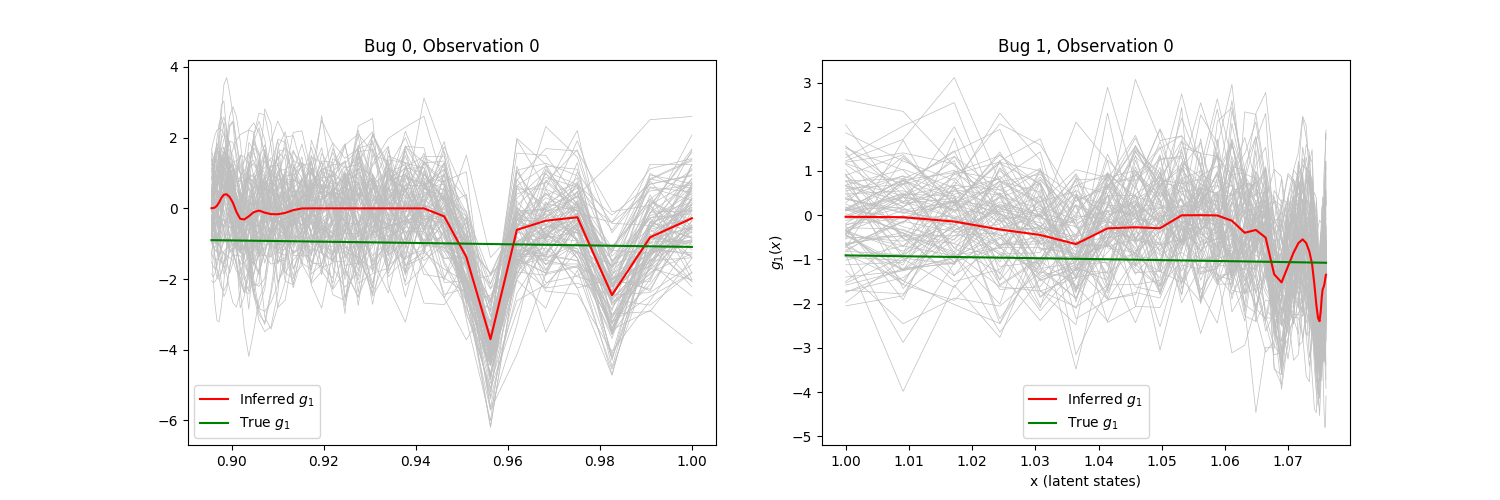 Bug 0, Observation 0
4
2
0
−2
−4
−6
Inferred g₁
True g₁
0.90 0.92 0.94 0.96 0.98 1.00
Bug 1, Observation 0
g₁(x)
3
2
1
0
−1
−2
−3
−4
−5
Inferred g₁
True g₁
1.00 1.01 1.02 1.03 1.04 1.05 1.06 1.07
x (latent states)